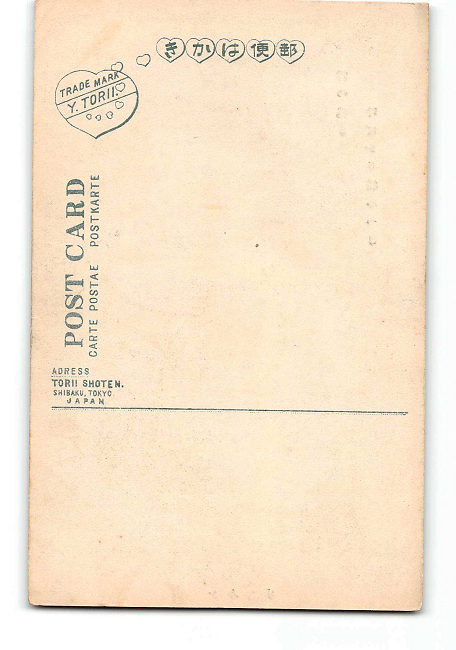 きかは便郵
TRADE MARK
Y. TORII.
POST CARD
CARTE POSTAE POSTKARTE
ADRESS
TORII SHOTEN.
SHIBAKU, TOKYO
JAPAN